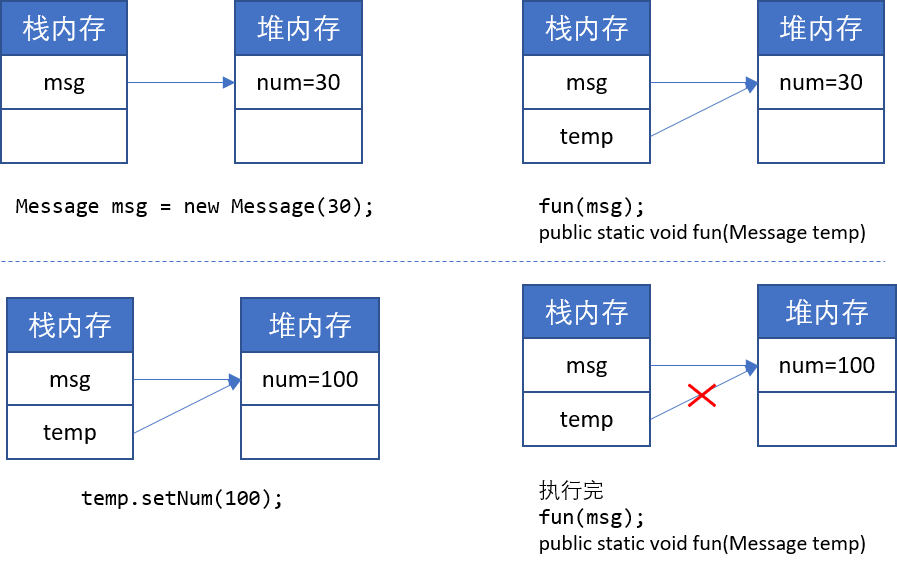 栈内存 堆内存
msg num=30
Message msg = new Message(30);
栈内存 堆内存
msg num=30
temp
fun(msg);
public static void fun(Message temp)
栈内存 堆内存
msg num=100
temp
temp.setNum(100);
栈内存 堆内存
msg num=100
temp
执行完
fun(msg);
public static void fun(Message temp)